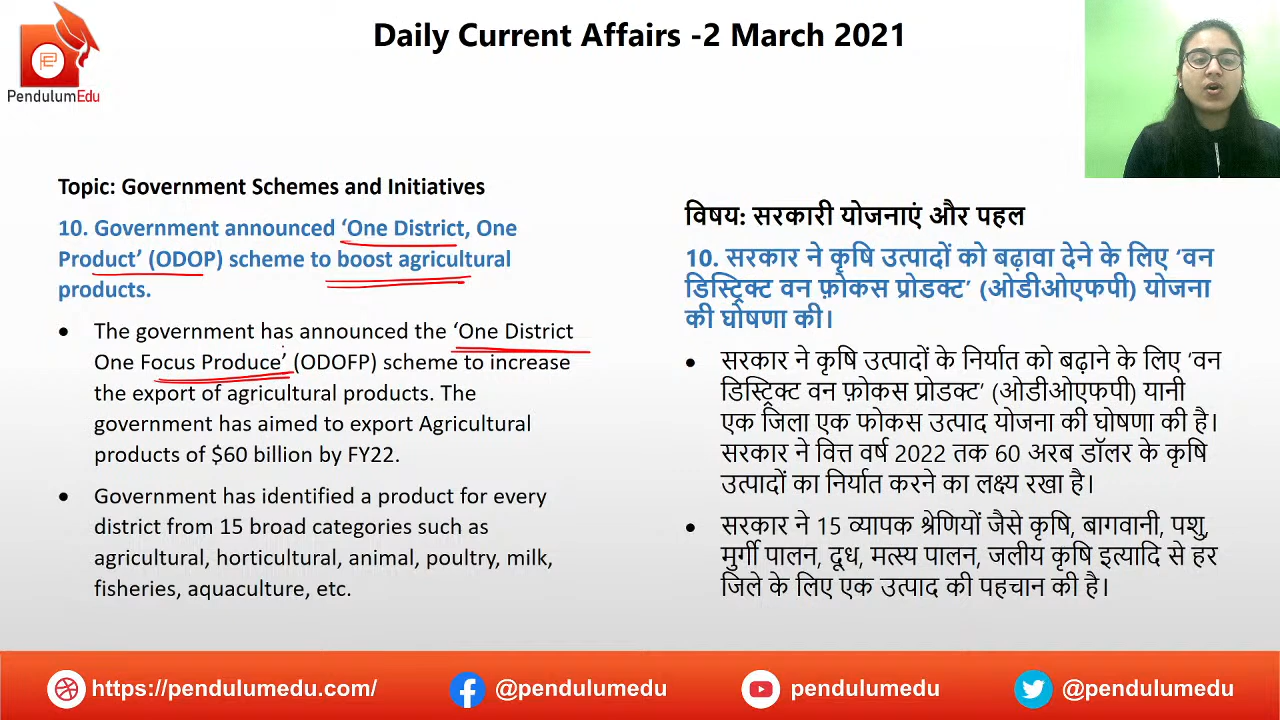 Daily Current Affairs -2 March 2021
PendulumEdu
Topic: Government Schemes and Initiatives
10. Government announced ‘One District, One
Product’ (ODOP) scheme to boost agricultural
products.
• The government has announced the ‘One District
One Focus Produce’ (ODOFP) scheme to increase
the export of agricultural products. The
government has aimed to export Agricultural
products of $60 billion by FY22.
• Government has identified a product for every
district from 15 broad categories such as
agricultural, horticultural, animal, poultry, milk,
fisheries, aquaculture, etc.
विषय: सरकारी योजनाएं और पहल
10. सरकार ने कृषि उत्पादों को बढ़ावा देने के लिए ‘वन
डिस्ट्रिक्ट वन फ़ोकस प्रोडक्ट’ (ओडीओएफपी) योजना
की घोषणा की।
• सरकार ने कृषि उत्पादों के निर्यात को बढ़ाने के लिए ‘वन
डिस्ट्रिक्ट वन फ़ोकस प्रोडक्ट’ (ओडीओएफपी) यानी
एक जिला एक फोकस उत्पाद योजना की घोषणा की है।
सरकार ने वित्त वर्ष 2022 तक 60 अरब डॉलर के कृषि
उत्पादों का निर्यात करने का लक्ष्य रखा है।
• सरकार ने 15 व्यापक श्रेणियों जैसे कृषि, बागवानी, पशु,
मुर्गी पालन, दूध, मत्स्य पालन, जलीय कृषि इत्यादि से हर
जिले के लिए एक उत्पाद की पहचान की है।
https://pendulumedu.com/
@pendulumedu
pendulumedu
@pendulumedu